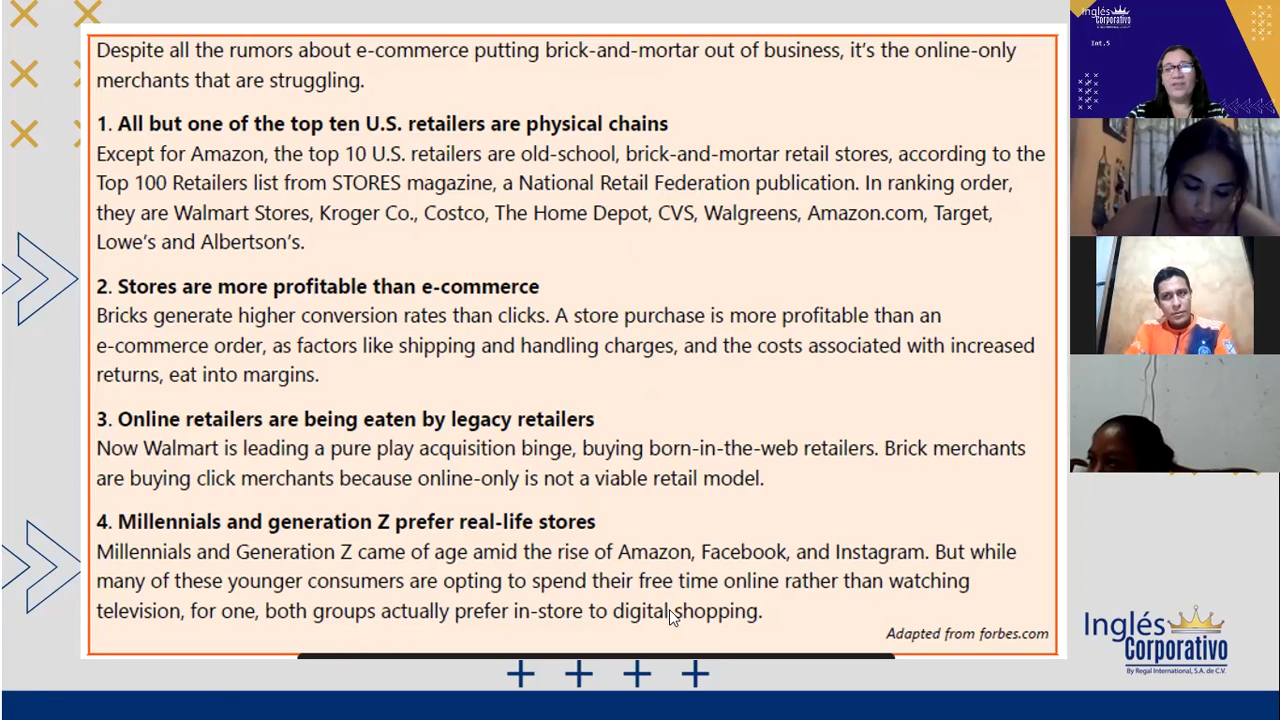 Despite all the rumors about e-commerce putting brick-and-mortar out of business, it's the online-only
merchants that are struggling.
1. All but one of the top ten U.S. retailers are physical chains
Except for Amazon, the top 10 U.S. retailers are old-school, brick-and-mortar retail stores, according to the
Top 100 Retailers list from STORES magazine, a National Retail Federation publication. In ranking order,
they are Walmart Stores, Kroger Co., Costco, The Home Depot, CVS, Walgreens, Amazon.com, Target,
Lowe's and Albertson's.
2. Stores are more profitable than e-commerce
Bricks generate higher conversion rates than clicks. A store purchase is more profitable than an
e-commerce order, as factors like shipping and handling charges, and the costs associated with increased
returns, eat into margins.
3. Online retailers are being eaten by legacy retailers
Now Walmart is leading a pure play acquisition binge, buying born-in-the-web retailers. Brick merchants
are buying click merchants because online-only is not a viable retail model.
4. Millennials and generation Z prefer real-life stores
Millennials and Generation Z came of age amid the rise of Amazon, Facebook, and Instagram. But while
many of these younger consumers are opting to spend their free time online rather than watching
television, for one, both groups actually prefer in-store to digital shopping.
Adapted from forbes.com
Inglés
Corporativo
Int.5
Inglés
Corporativo
By Regal International, S.A. de C.V.